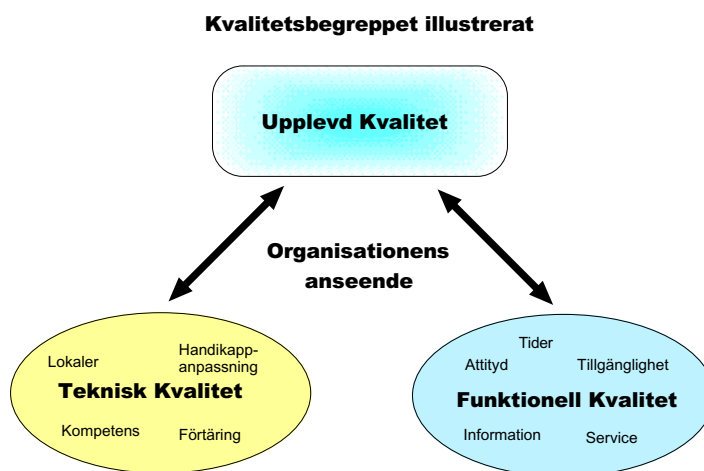 Kvalitetsbegreppet illustrerat
Upplevd Kvalitet
Organisationens
anseende
Lokaler
Handikapp-
anpassning
Teknisk Kvalitet
Kompetens
Förtäring
Tider
Attityd
Tillgänglighet
Funktionell Kvalitet
Information
Service